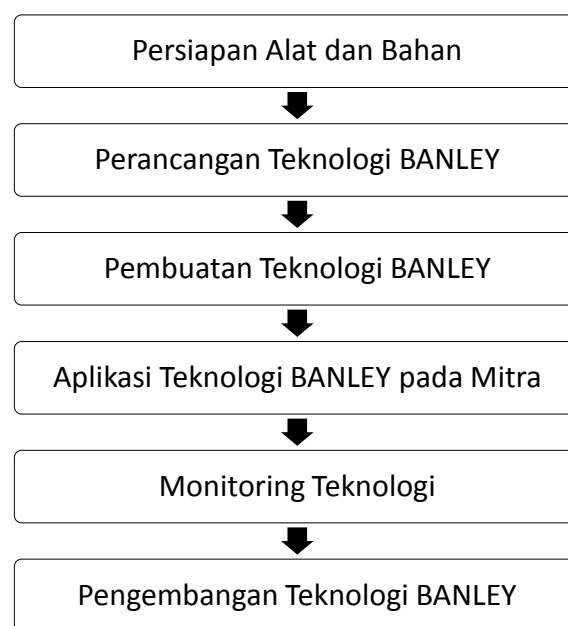 Persiapan Alat dan Bahan
Perancangan Teknologi BANLEY
Pembuatan Teknologi BANLEY
Aplikasi Teknologi BANLEY pada Mitra
Monitoring Teknologi
Pengembangan Teknologi BANLEY